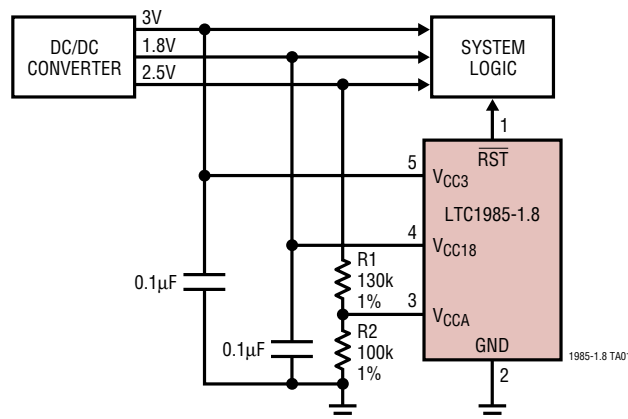 3V
DC/DC
CONVERTER
1.8V
2.5V
SYSTEM
LOGIC
1
RST
5
VCC3
LTC1985-1.8
4
VCC18
R1
130k
1%
0.1µF
3
VCCA
R2
100k
1%
0.1µF
GND
2
1985-1.8 TA01